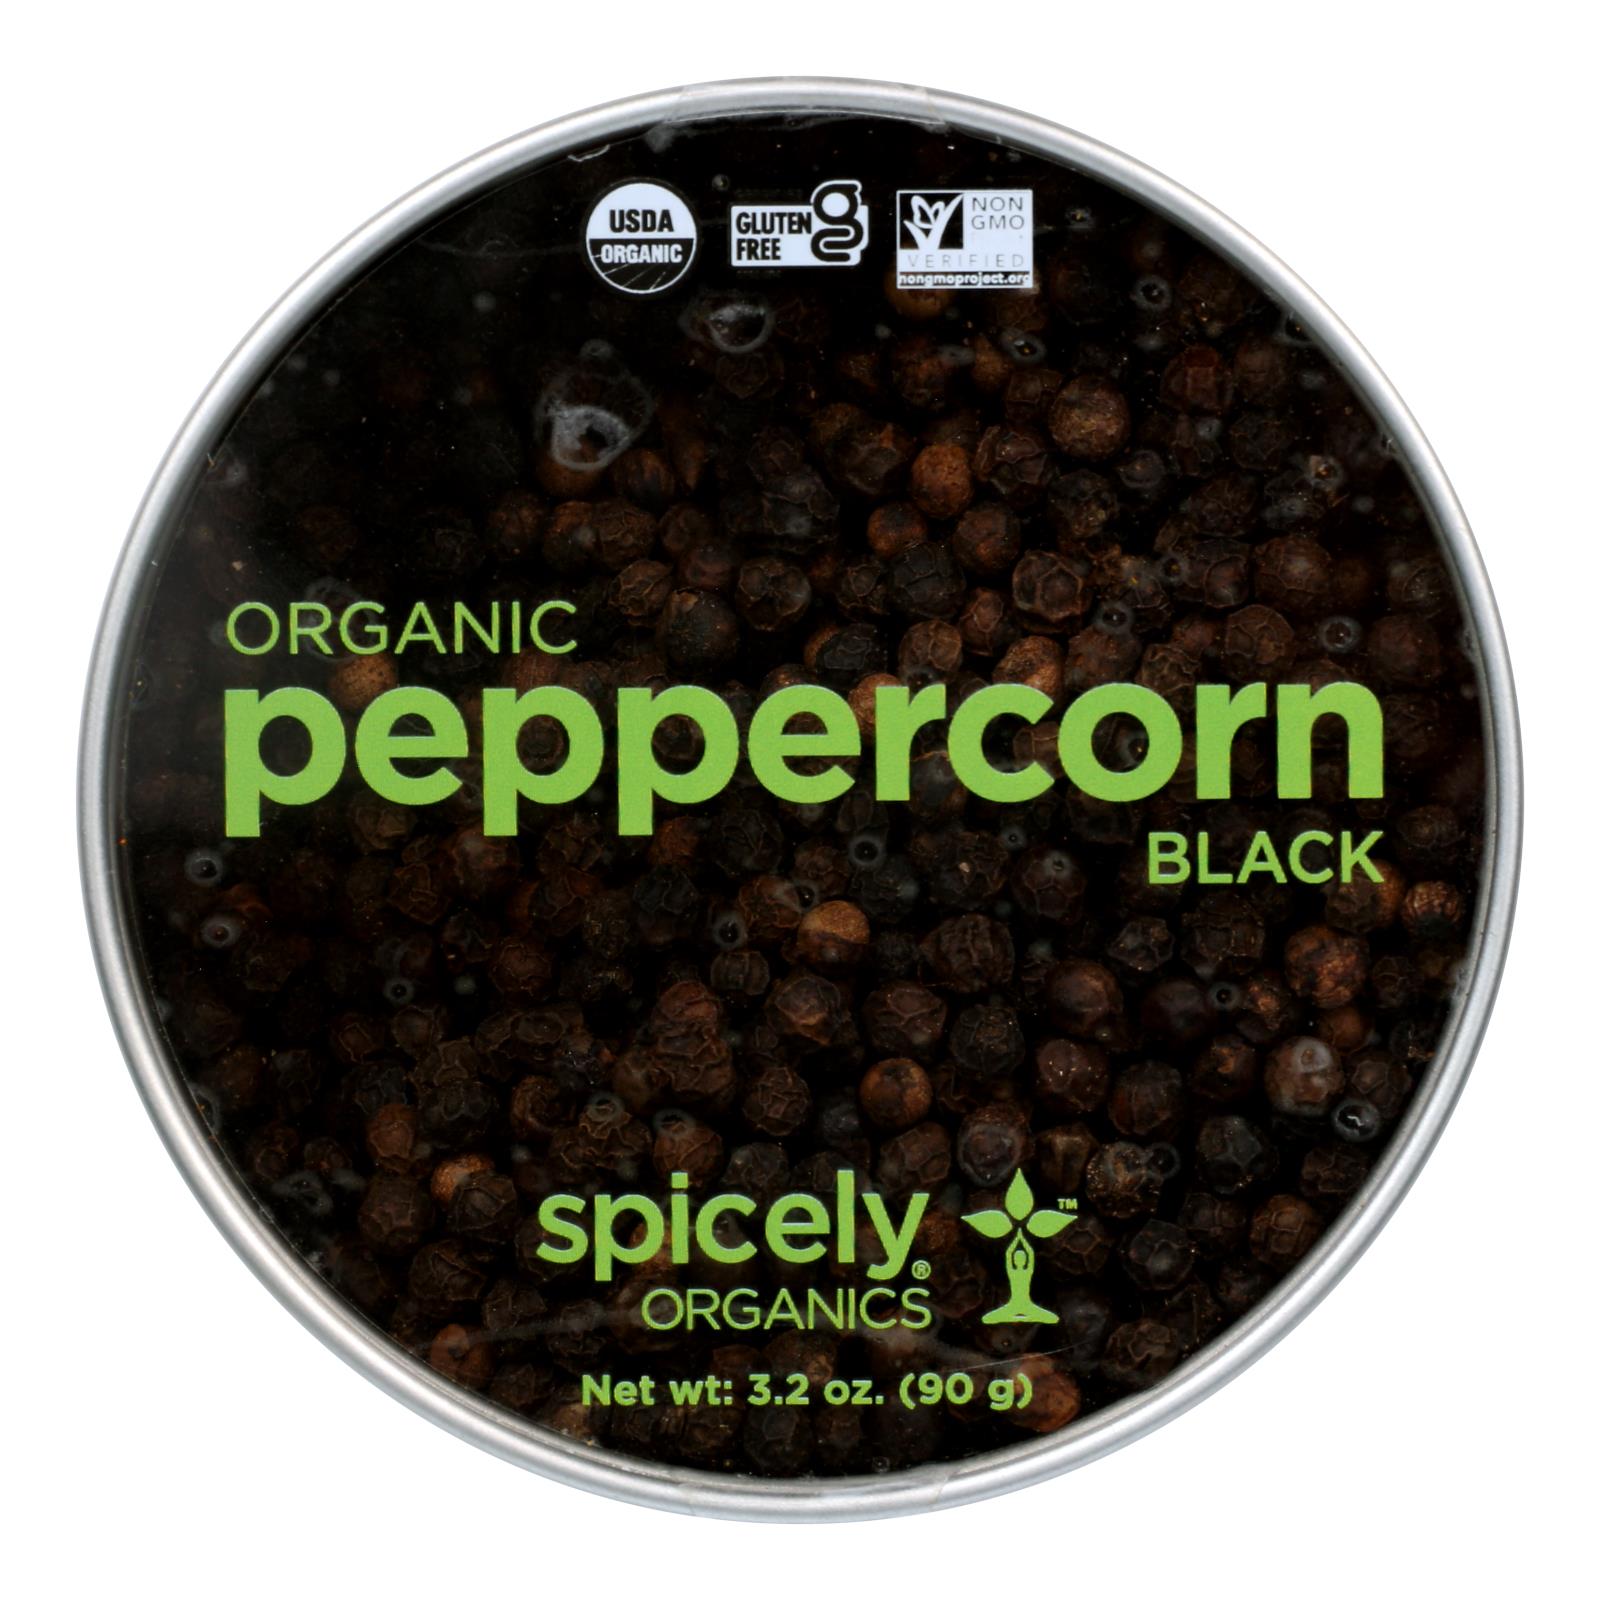 USDA
ORGANIC
GLUTEN
FREE
g
NON
GMO
VERIFIED
nongmoproject.org
ORGANIC
peppercorn
BLACK
spicely®
ORGANICS
™
Net wt: 3.2 oz. (90 g)